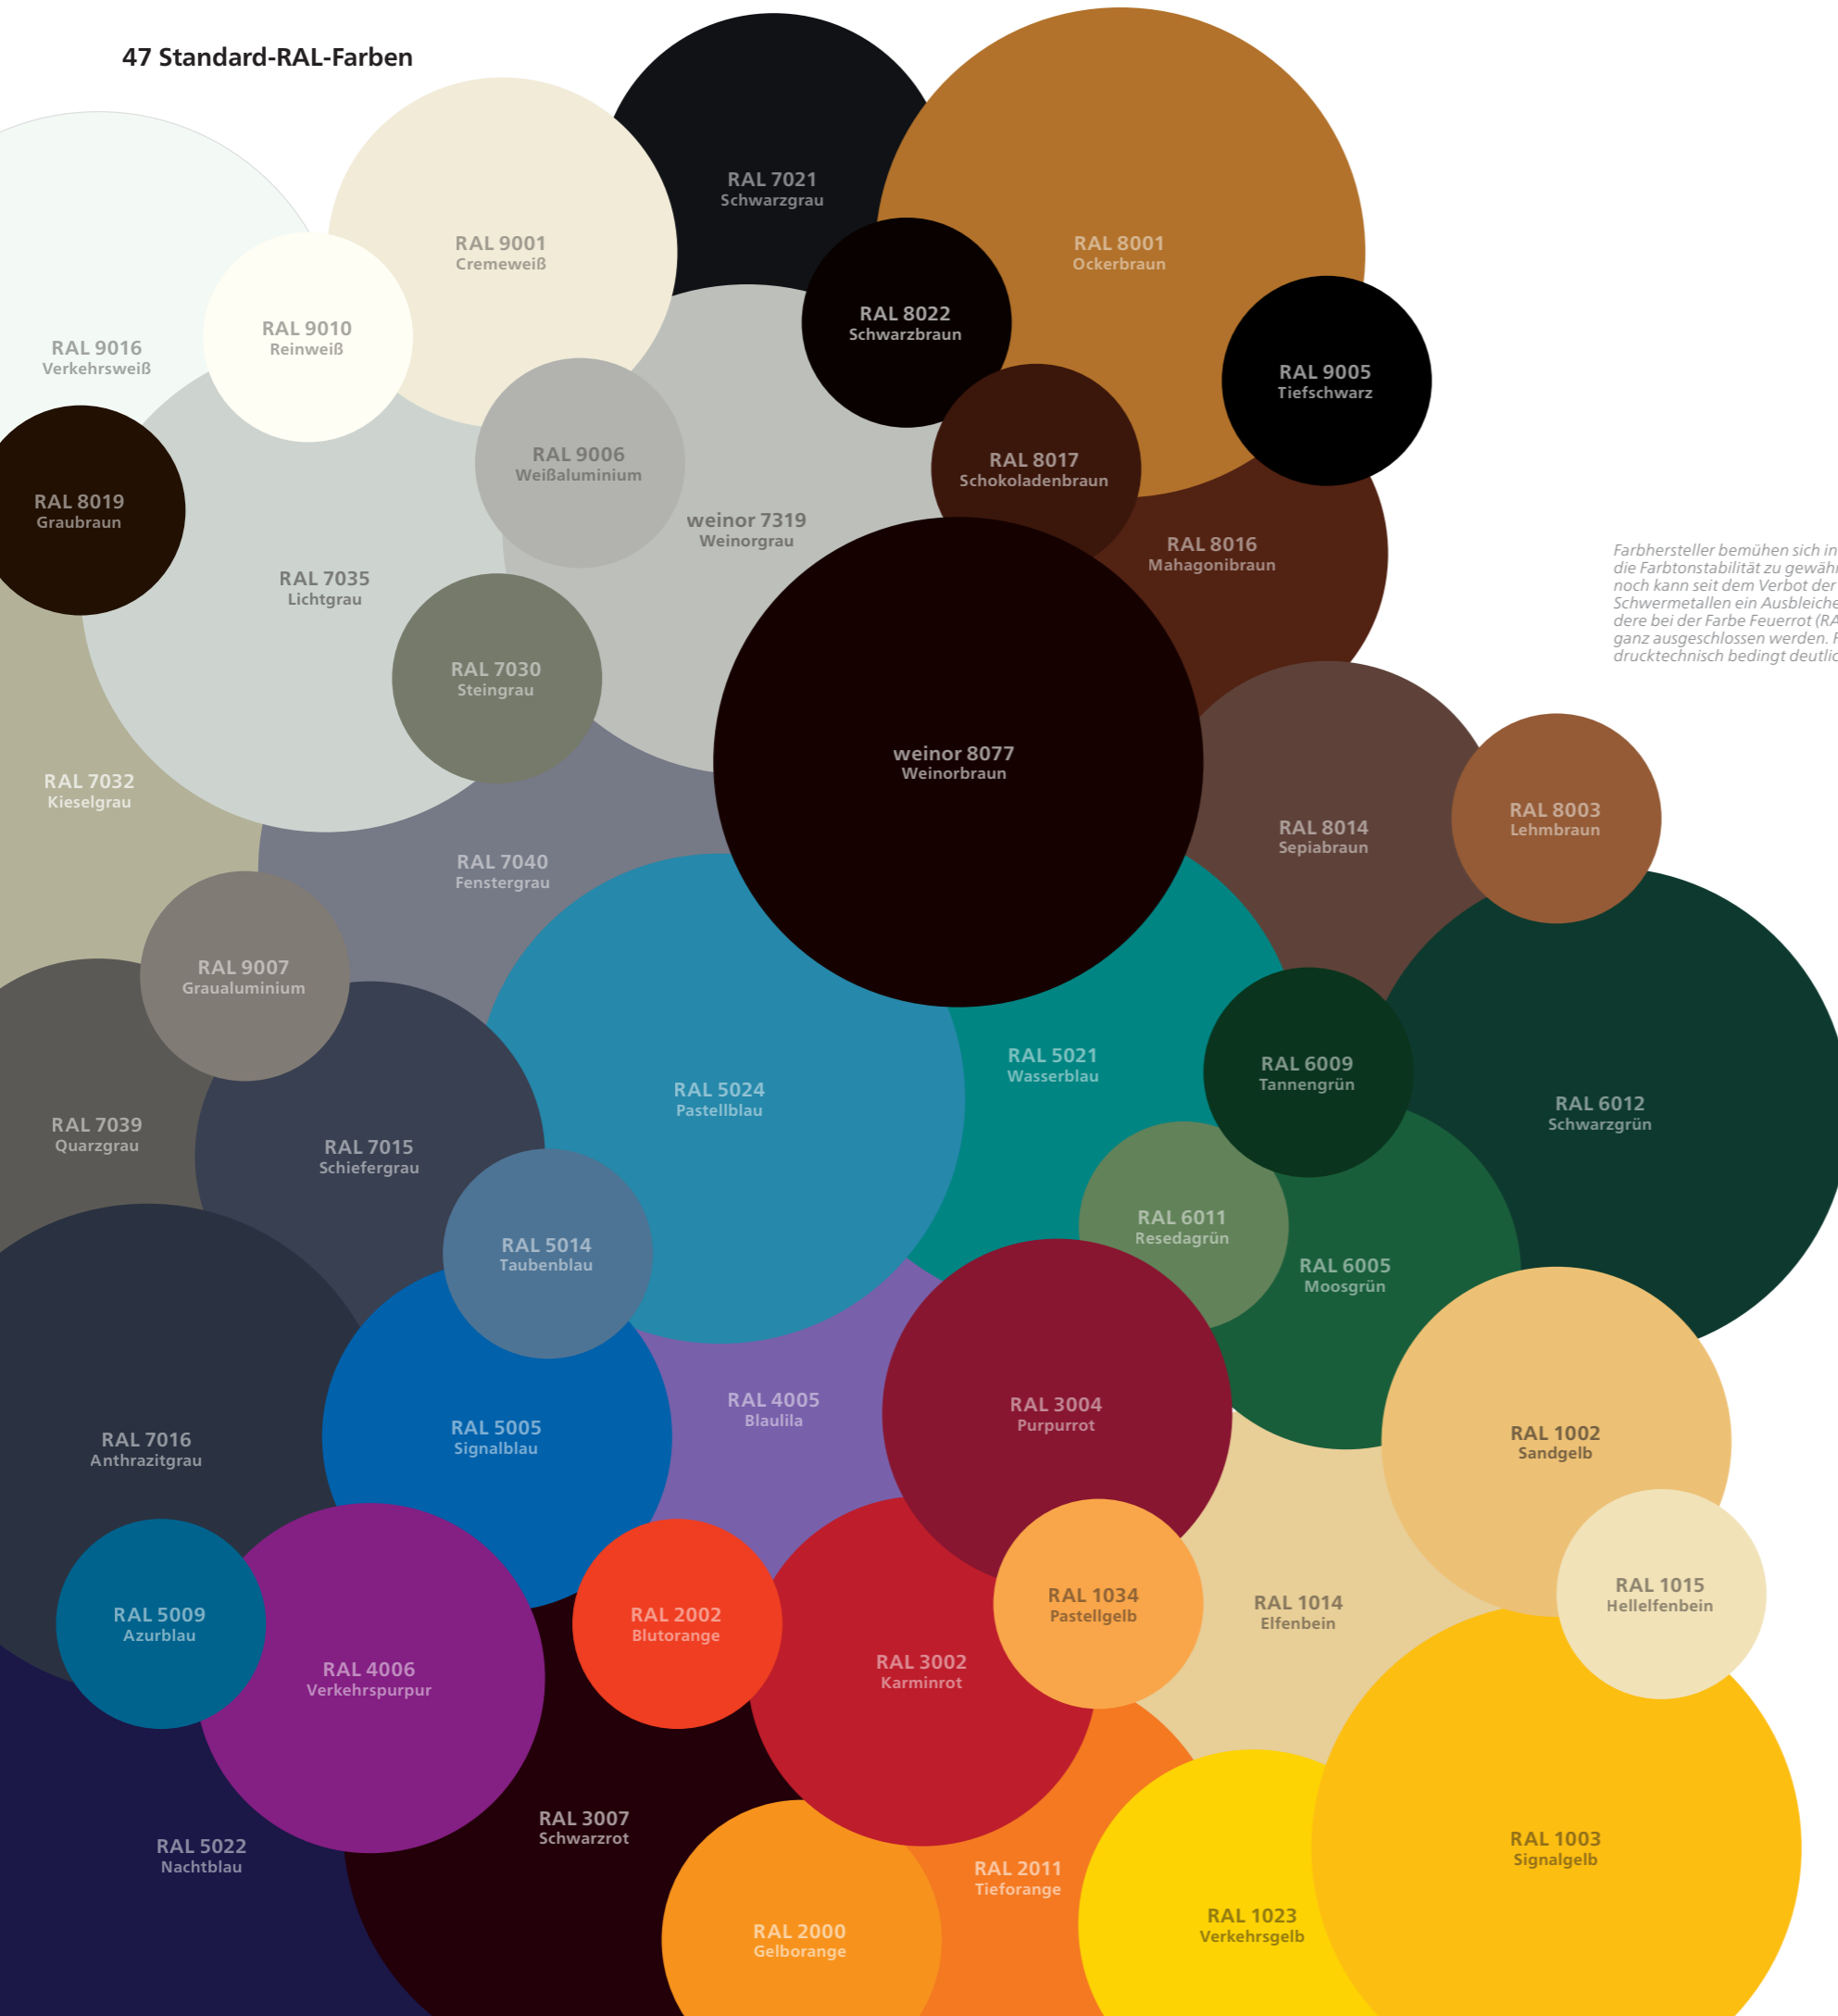 47 Standard-RAL-Farben
RAL 7021
Schwarzgrau
RAL 9001
Cremeweiß
RAL 8001
Ockerbraun
RAL 8022
Schwarzbraun
RAL 9010
Reinweiß
RAL 9016
Verkehrsweiß
RAL 9005
Tiefschwarz
RAL 9006
Weißaluminium
RAL 8017
Schokoladenbraun
RAL 8019
Graubraun
weinor 7319
Weinorgrau
RAL 8016
Mahagonibraun
Farbhersteller bemühen sich in
die Farbtonstabilität zu gewähr
noch kann seit dem Verbot der
Schwermetallen ein Ausbleiche
dere bei der Farbe Feuerrot (RA
ganz ausgeschlossen werden. F
drucktechnisch bedingt deutlic
RAL 7035
Lichtgrau
RAL 7030
Steingrau
weinor 8077
Weinorbraun
RAL 7032
Kieselgrau
RAL 8003
Lehmbraun
RAL 8014
Sepiabraun
RAL 7040
Fenstergrau
RAL 9007
Graualuminium
RAL 5021
Wasserblau
RAL 6009
Tannengrün
RAL 5024
Pastellblau
RAL 6012
Schwarzgrün
RAL 7039
Quarzgrau
RAL 7015
Schiefergrau
RAL 6011
Resedagrün
RAL 5014
Taubenblau
RAL 6005
Moosgrün
RAL 4005
Blaulila
RAL 3004
Purpurrot
RAL 5005
Signalblau
RAL 1002
Sandgelb
RAL 7016
Anthrazitgrau
RAL 1015
Hellelfenbein
RAL 1034
Pastellgelb
RAL 1014
Elfenbein
RAL 5009
Azurblau
RAL 2002
Blutorange
RAL 3002
Karminrot
RAL 4006
Verkehrspurpur
RAL 3007
Schwarzrot
RAL 1003
Signalgelb
RAL 5022
Nachtblau
RAL 2011
Tieforange
RAL 1023
Verkehrsgelb
RAL 2000
Gelborange